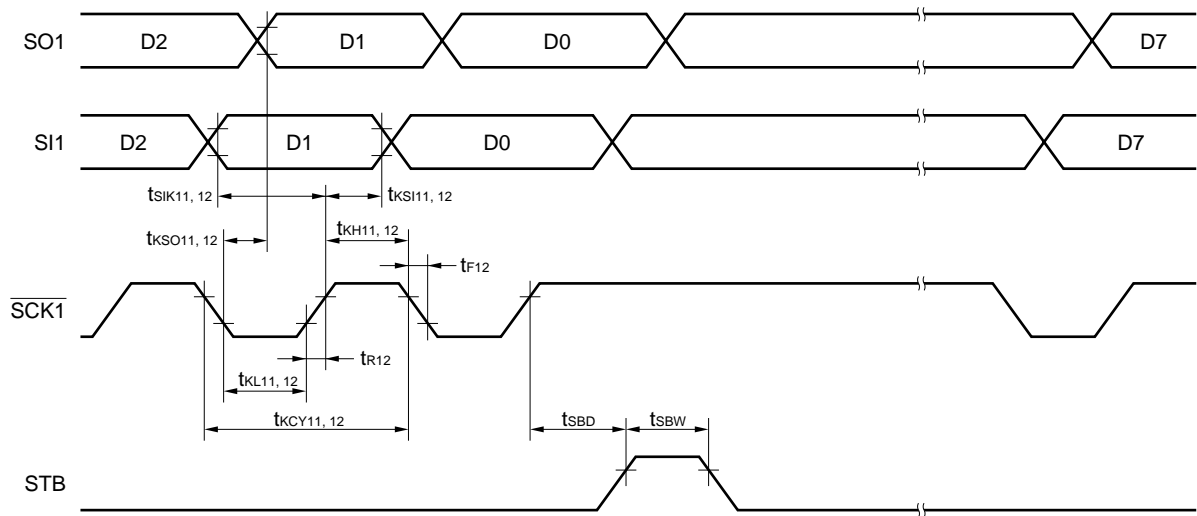 SO1 D2 D1 D0 D7
SI1 D2 D1 D0 D7
tSIK11, 12 tKSI11, 12
tKSO11, 12 tKH11, 12
tF12
SCK1
tR12
tKL11, 12
tKCY11, 12 tSBD tSBW
STB